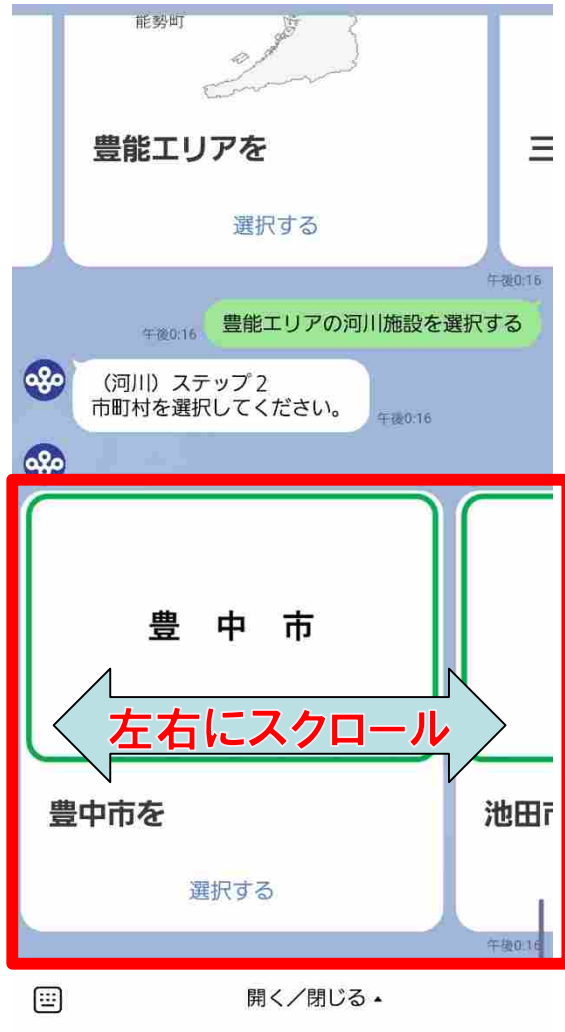 能勢町
豊能エリアを
三
選択する
午後0:16
豊能エリアの河川施設を選択する
午後0:16
（河川）ステップ２
市町村を選択してください。
午後0:16
豊 中 市
左右にスクロール
豊中市を
池田市
選択する
午後0:16
開く／閉じる